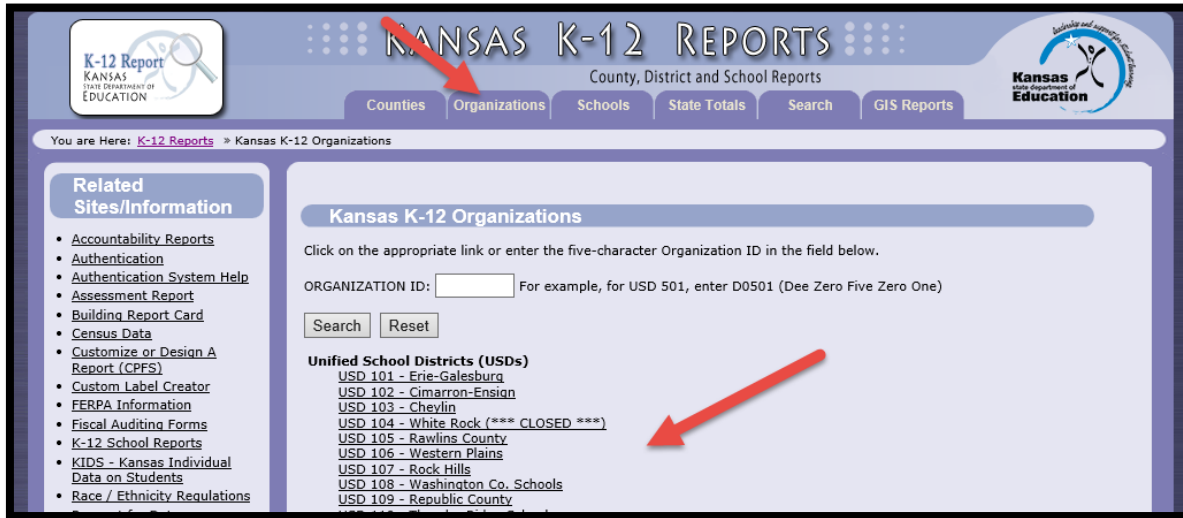 K-12 Report
KANSAS
STATE DEPARTMENT OF
EDUCATION
KANSAS K-12 REPORTS
County, District and School Reports
Kansas
state department of
Education
Counties Organizations Schools State Totals Search GIS Reports
You are Here: K-12 Reports » Kansas K-12 Organizations
Related
Sites/Information
• Accountability Reports
• Authentication
• Authentication System Help
• Assessment Report
• Building Report Card
• Census Data
• Customize or Design A
Report (CPFS)
• Custom Label Creator
• FERPA Information
• Fiscal Auditing Forms
• K-12 School Reports
• KIDS - Kansas Individual
Data on Students
• Race / Ethnicity Regulations
Kansas K-12 Organizations
Click on the appropriate link or enter the five-character Organization ID in the field below.
ORGANIZATION ID: For example, for USD 501, enter D0501 (Dee Zero Five Zero One)
Search Reset
Unified School Districts (USDs)
USD 101 - Erie-Galesburg
USD 102 - Cimarron-Ensign
USD 103 - Cheylin
USD 104 - White Rock (*** CLOSED ***)
USD 105 - Rawlins County
USD 106 - Western Plains
USD 107 - Rock Hills
USD 108 - Washington Co. Schools
USD 109 - Republic County